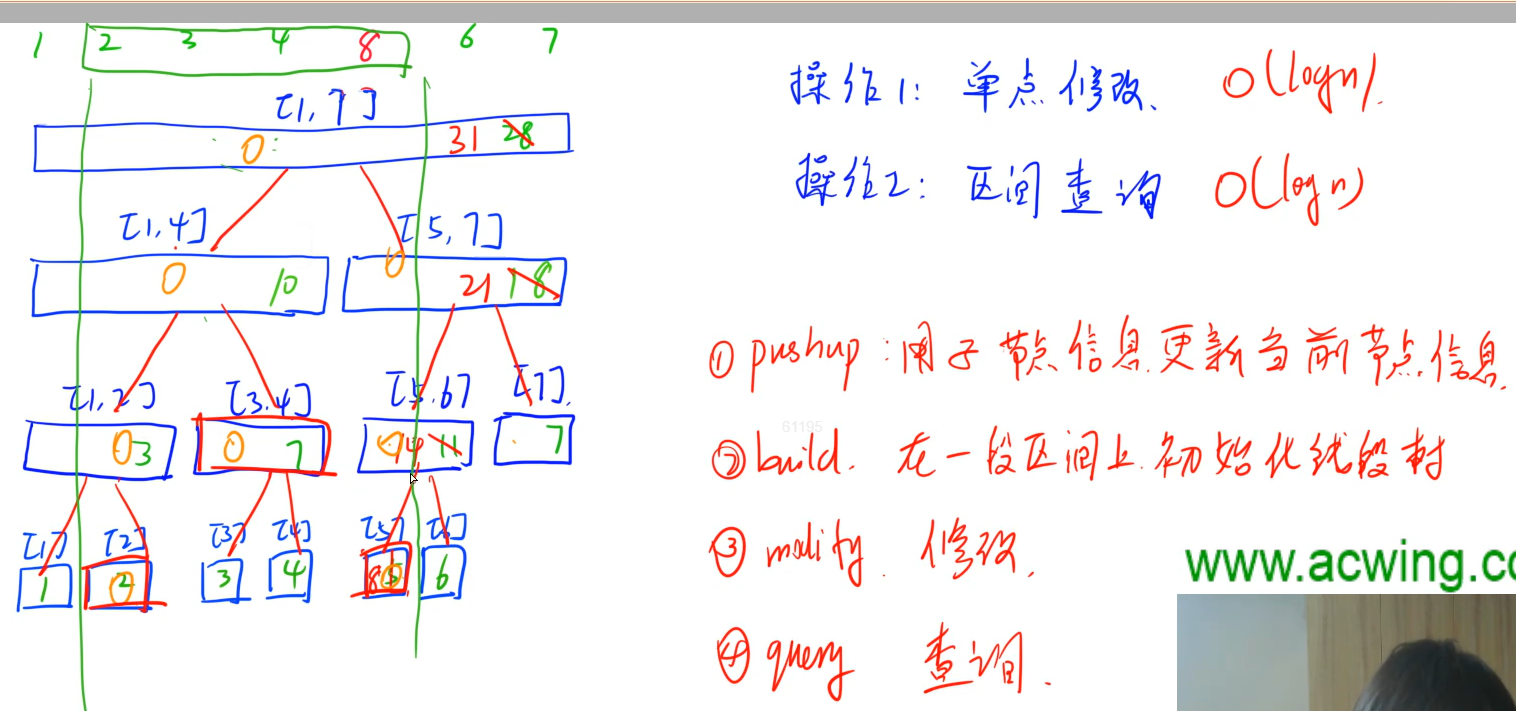 1 2 3 4 8 6 7
[1,7]
0 31 28
[1,4] [5,7]
0 10 0 21 18
[1,2] [3,4] [5,6] [7]
0 3 0 7 0 14 11 7
[1] [2] [3] [4] [5] [6]
1 2 0 3 4 8 5 0 6
操作1: 单点修改、 O(logn).
操作2: 区间查询 O(logn)
① pushup : 用子节点信息更新当前节点信息.
61195
② build. 在一段区间上初始化线段树
③ modify. 修改.
www.acwing.co
④ query 查询.